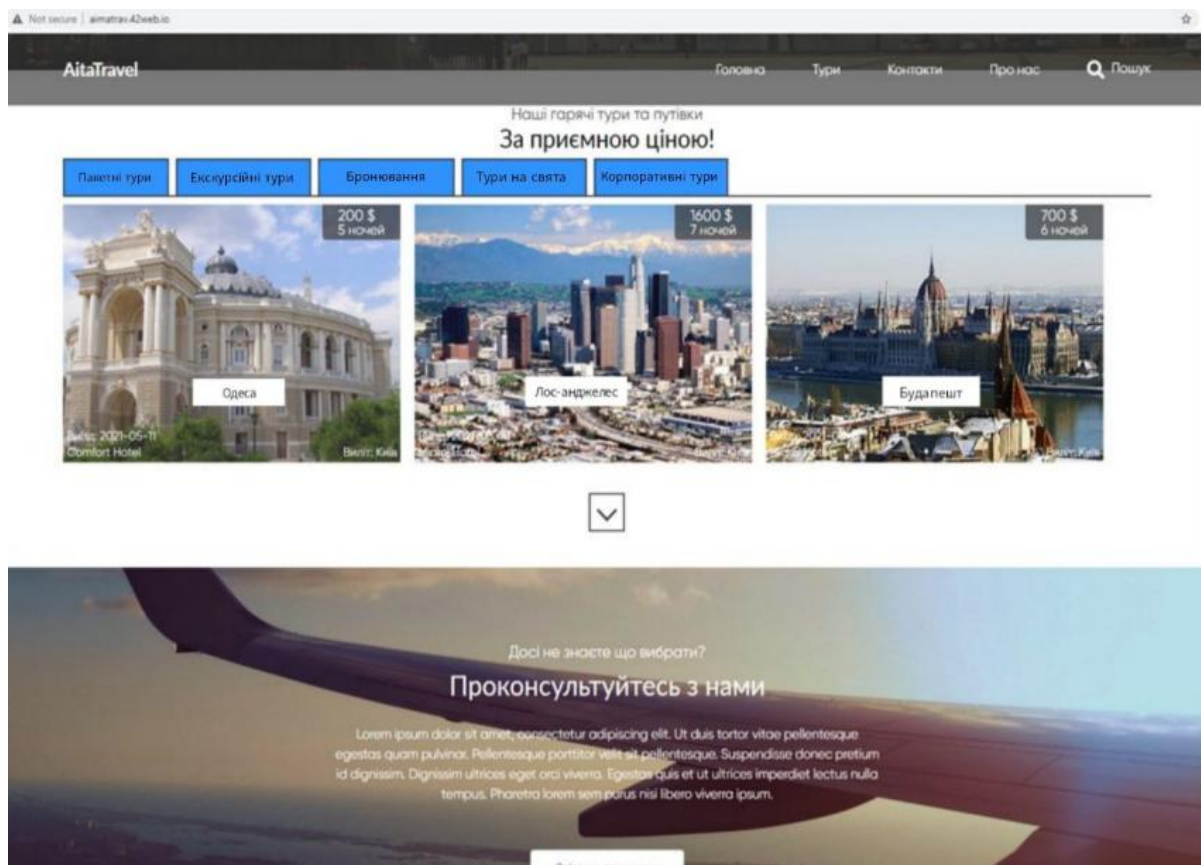 Not secure | aimatrav.42web.io
AitaTravel
Головна Тури Контакти Про нас Пошук
Наші гарячі тури та путівки
За приємною ціною!
Пакетні тури Екскурсійні тури Бронювання Тури на свята Корпоративні тури
200 $
5 ночей
1600 $
7 ночей
700 $
6 ночей
Одеса
Лос-анджелес
Будапешт
2021-05-11
Comfort Hotel
Виліт: Київ
Виліт: Київ
Виліт: Київ
Досі не знаєте що вибрати?
Проконсультуйтесь з нами
Lorem ipsum dolor sit amet, consectetur adipiscing elit. Ut duis tortor vitae pellentesque
egestas quam pulvinar. Pellentesque porttitor velit sit pellentesque. Suspendisse donec pretium
id dignissim. Dignissim ultrices eget orci viverra. Egestas quis et ut ultrices imperdiet lectus nulla
tempus. Pharetra lorem sem purus nisi libero viverra ipsum.